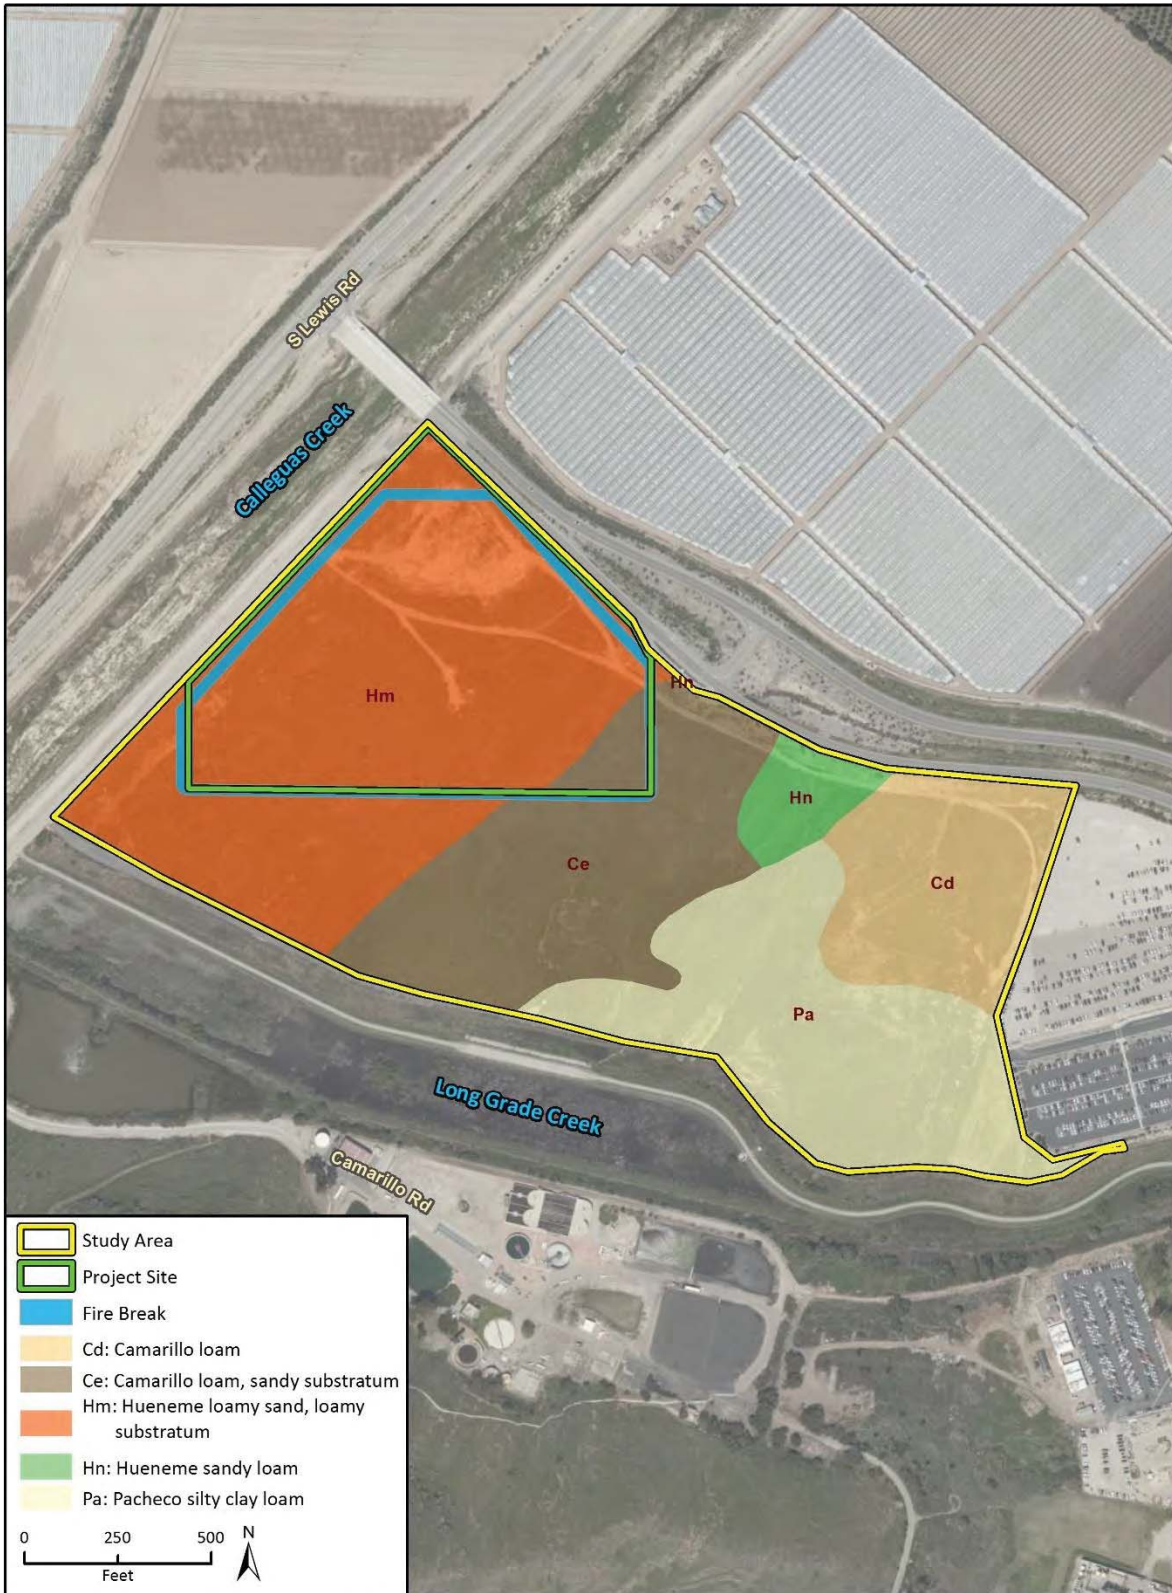 S Lewis Rd
Calleguas Creek
Hm
Hn
Hn
Ce
Cd
Pa
Long Grade Creek
Camarillo Rd
Study Area
Project Site
Fire Break
Cd: Camarillo loam
Ce: Camarillo loam, sandy substratum
Hm: Hueneme loamy sand, loamy
substratum
Hn: Hueneme sandy loam
Pa: Pacheco silty clay loam
0 250 500
Feet
N